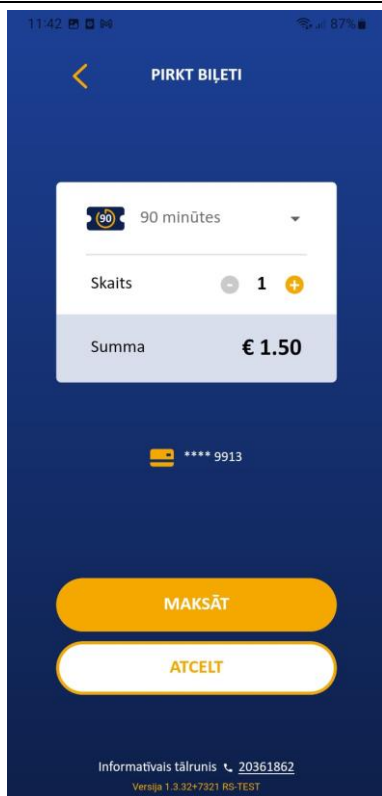 11:42 87%
PIRKT BIĻETI
90 90 minūtes
Skaits - 1 +
Summa € 1.50
**** 9913
MAKSĀT
ATCELT
Informatīvais tālrunis 20361862
Versija 1.3.32+7321 RS-TEST